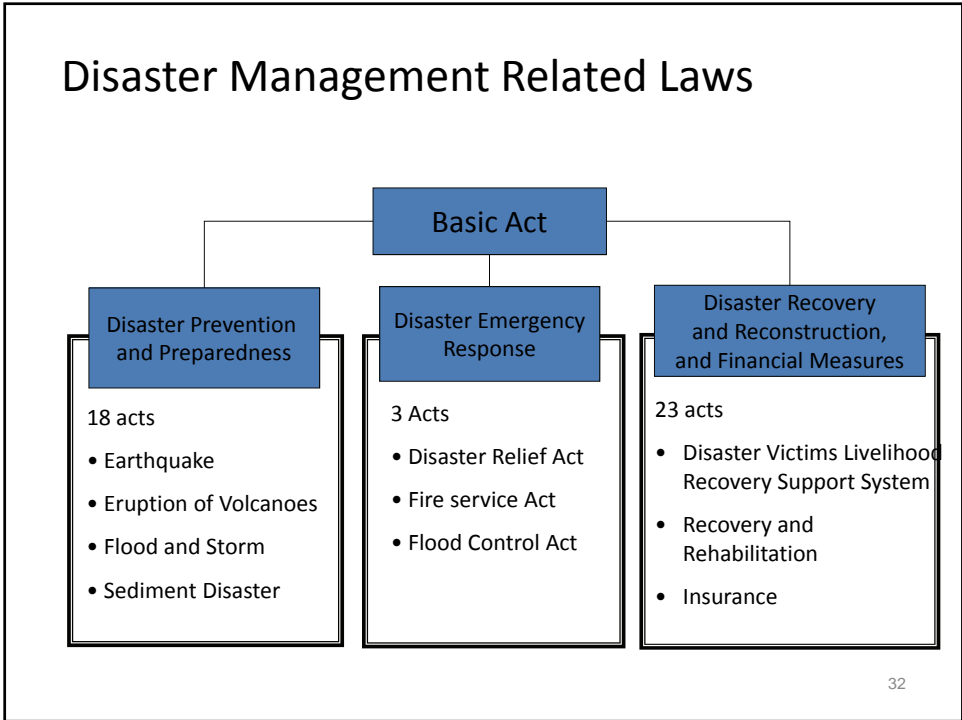 Disaster Management Related Laws
Basic Act
Disaster Prevention
and Preparedness
18 acts
• Earthquake
• Eruption of Volcanoes
• Flood and Storm
• Sediment Disaster
Disaster Emergency
Response
3 Acts
• Disaster Relief Act
• Fire service Act
• Flood Control Act
Disaster Recovery
and Reconstruction,
and Financial Measures
23 acts
• Disaster Victims Livelihood
Recovery Support System
• Recovery and
Rehabilitation
• Insurance
32